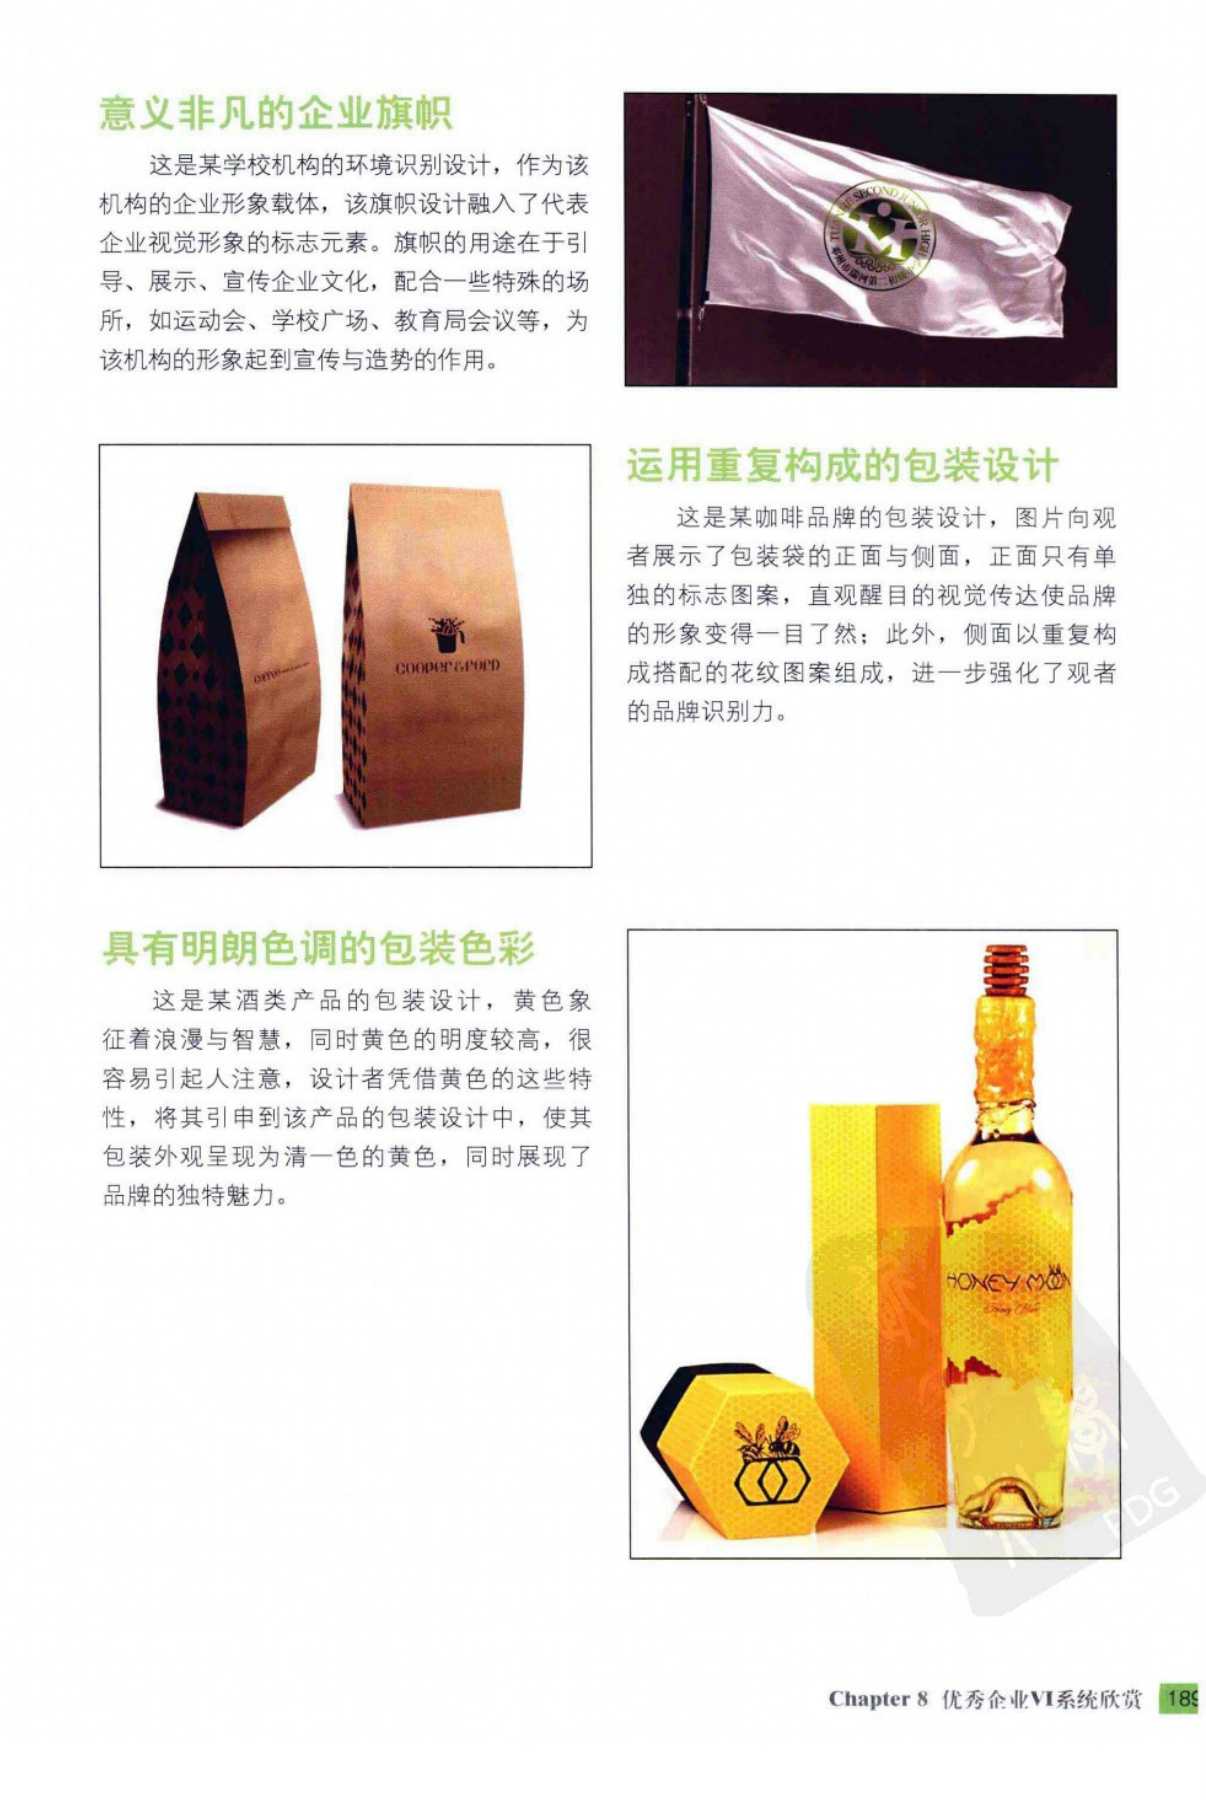 意义非凡的企业旗帜
这是某学校机构的环境识别设计，作为该
机构的企业形象载体，该旗帜设计融入了代表
企业视觉形象的标志元素。旗帜的用途在于引
导、展示、宣传企业文化，配合一些特殊的场
所，如运动会、学校广场、教育局会议等，为
该机构的形象起到宣传与造势的作用。
SECOND JUNIOR HIGH
运用重复构成的包装设计
这是某咖啡品牌的包装设计，图片向观
者展示了包装袋的正面与侧面，正面只有单
独的标志图案，直观醒目的视觉传达使品牌
的形象变得一目了然；此外，侧面以重复构
成搭配的花纹图案组成，进一步强化了观者
的品牌识别力。
COFFEE
COOPER & FORD
具有明朗色调的包装色彩
这是某酒类产品的包装设计，黄色象
征着浪漫与智慧，同时黄色的明度较高，很
容易引起人注意，设计者凭借黄色的这些特
性，将其引申到该产品的包装设计中，使其
包装外观呈现为清一色的黄色，同时展现了
品牌的独特魅力。
HONEY MOON
PDG
Chapter 8 优秀企业VI系统欣赏 189